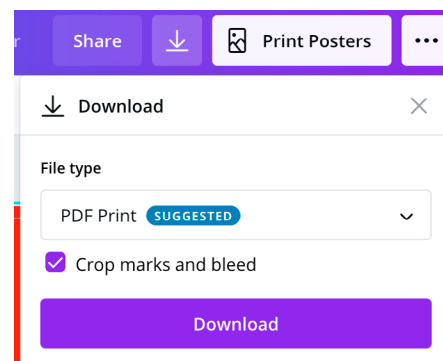 r Share Print Posters
Download
File type
PDF Print SUGGESTED
Crop marks and bleed
Download